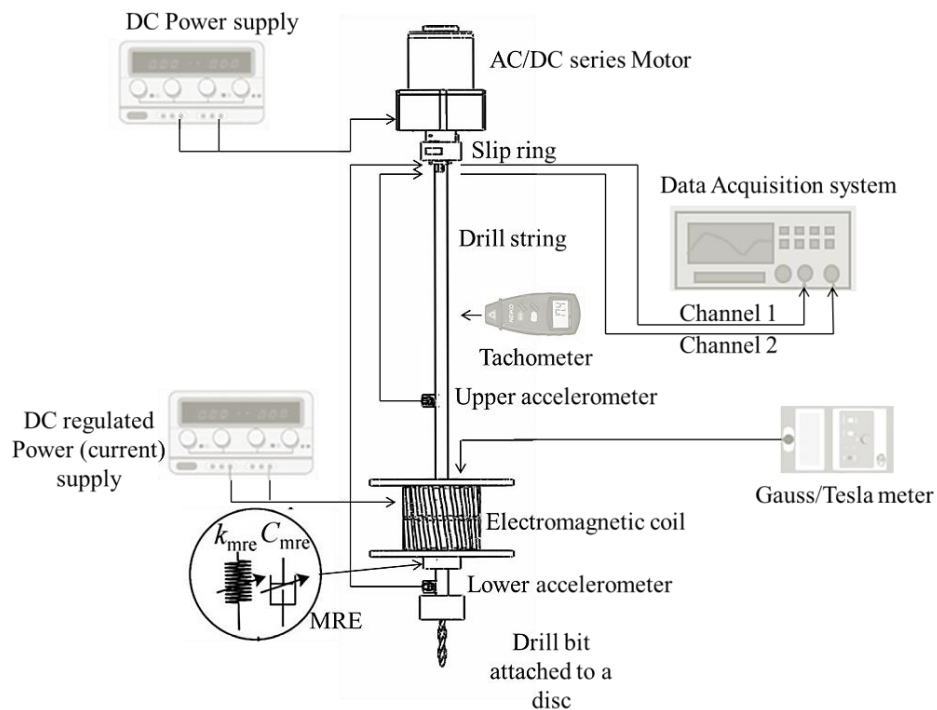 DC Power supply
AC/DC series Motor
Slip ring
Data Acquisition system
Drill string
Channel 1
Channel 2
Tachometer
Upper accelerometer
DC regulated
Power (current)
supply
Gauss/Tesla meter
Electromagnetic coil
kmre Cmre
Lower accelerometer
MRE
Drill bit
attached to a
disc